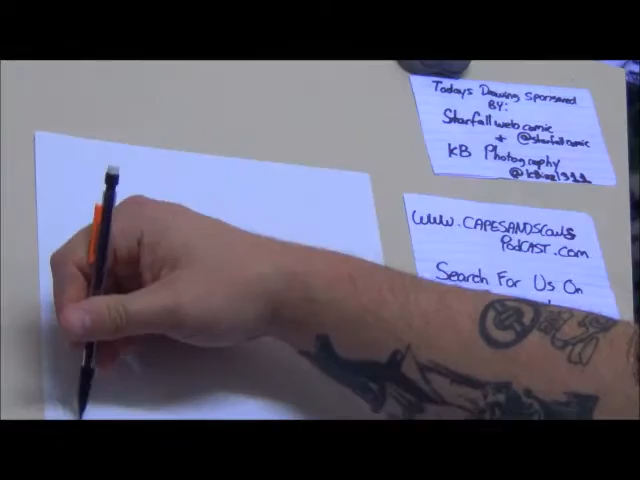 Todays Drawing Sponsored
BY:
Starfall webcomic
+ @starfallcomic
KB Photography
www.CAPESANDSCOWLS
PODCAST.com
Search For Us On